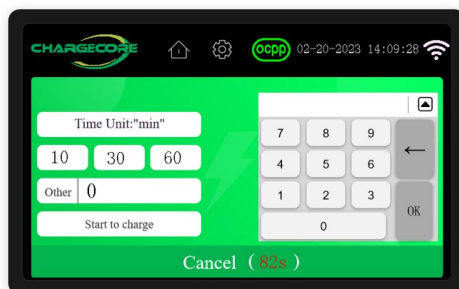 CHARGECORE
ocpp 02-20-2023 14:09:28
Time Unit:"min"
10 30 60
Other 0
Start to charge
7 8 9
4 5 6
1 2 3
0
←
OK
Cancel (82s)